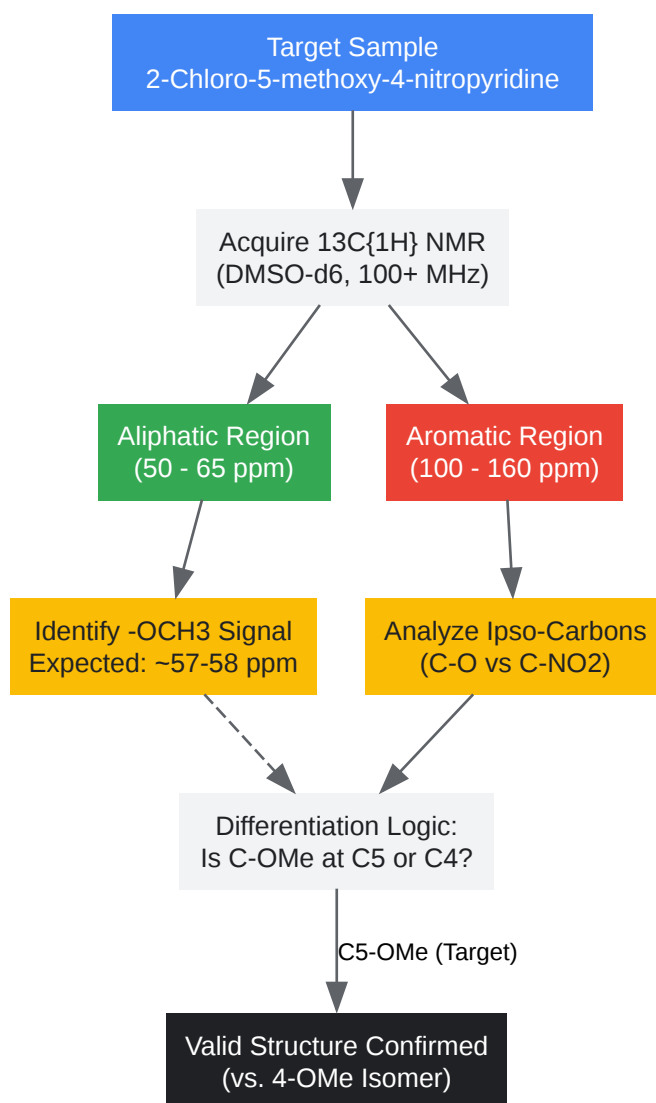 Target Sample
2-Chloro-5-methoxy-4-nitropyridine
Acquire 13C{1H} NMR
(DMSO-d6, 100+ MHz)
Aliphatic Region
(50 - 65 ppm)
Aromatic Region
(100 - 160 ppm)
Identify -OCH3 Signal
Expected: ~57-58 ppm
Analyze Ipso-Carbons
(C-O vs C-NO2)
Differentiation Logic:
Is C-OMe at C5 or C4?
C5-OMe (Target)
Valid Structure Confirmed
(vs. 4-OMe Isomer)